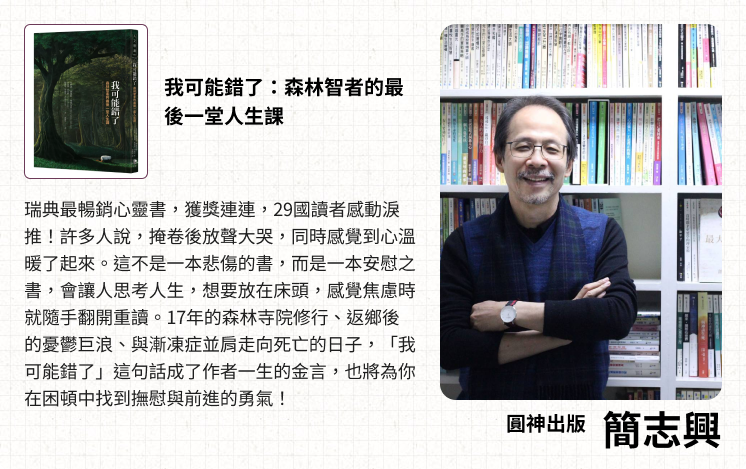 我可能錯了
我可能錯了：森林智者的最
後一堂人生課
瑞典最暢銷心靈書，獲獎連連，29國讀者感動淚
推！許多人說，掩卷後放聲大哭，同時感覺到心溫
暖了起來。這不是一本悲傷的書，而是一本安慰之
書，會讓人思考人生，想要放在床頭，感覺焦慮時
就隨手翻開重讀。17年的森林寺院修行、返鄉後
的憂鬱巨浪、與漸凍症並肩走向死亡的日子，「我
可能錯了」這句話成了作者一生的金言，也將為你
在困頓中找到撫慰與前進的勇氣！
圓神出版 簡志興